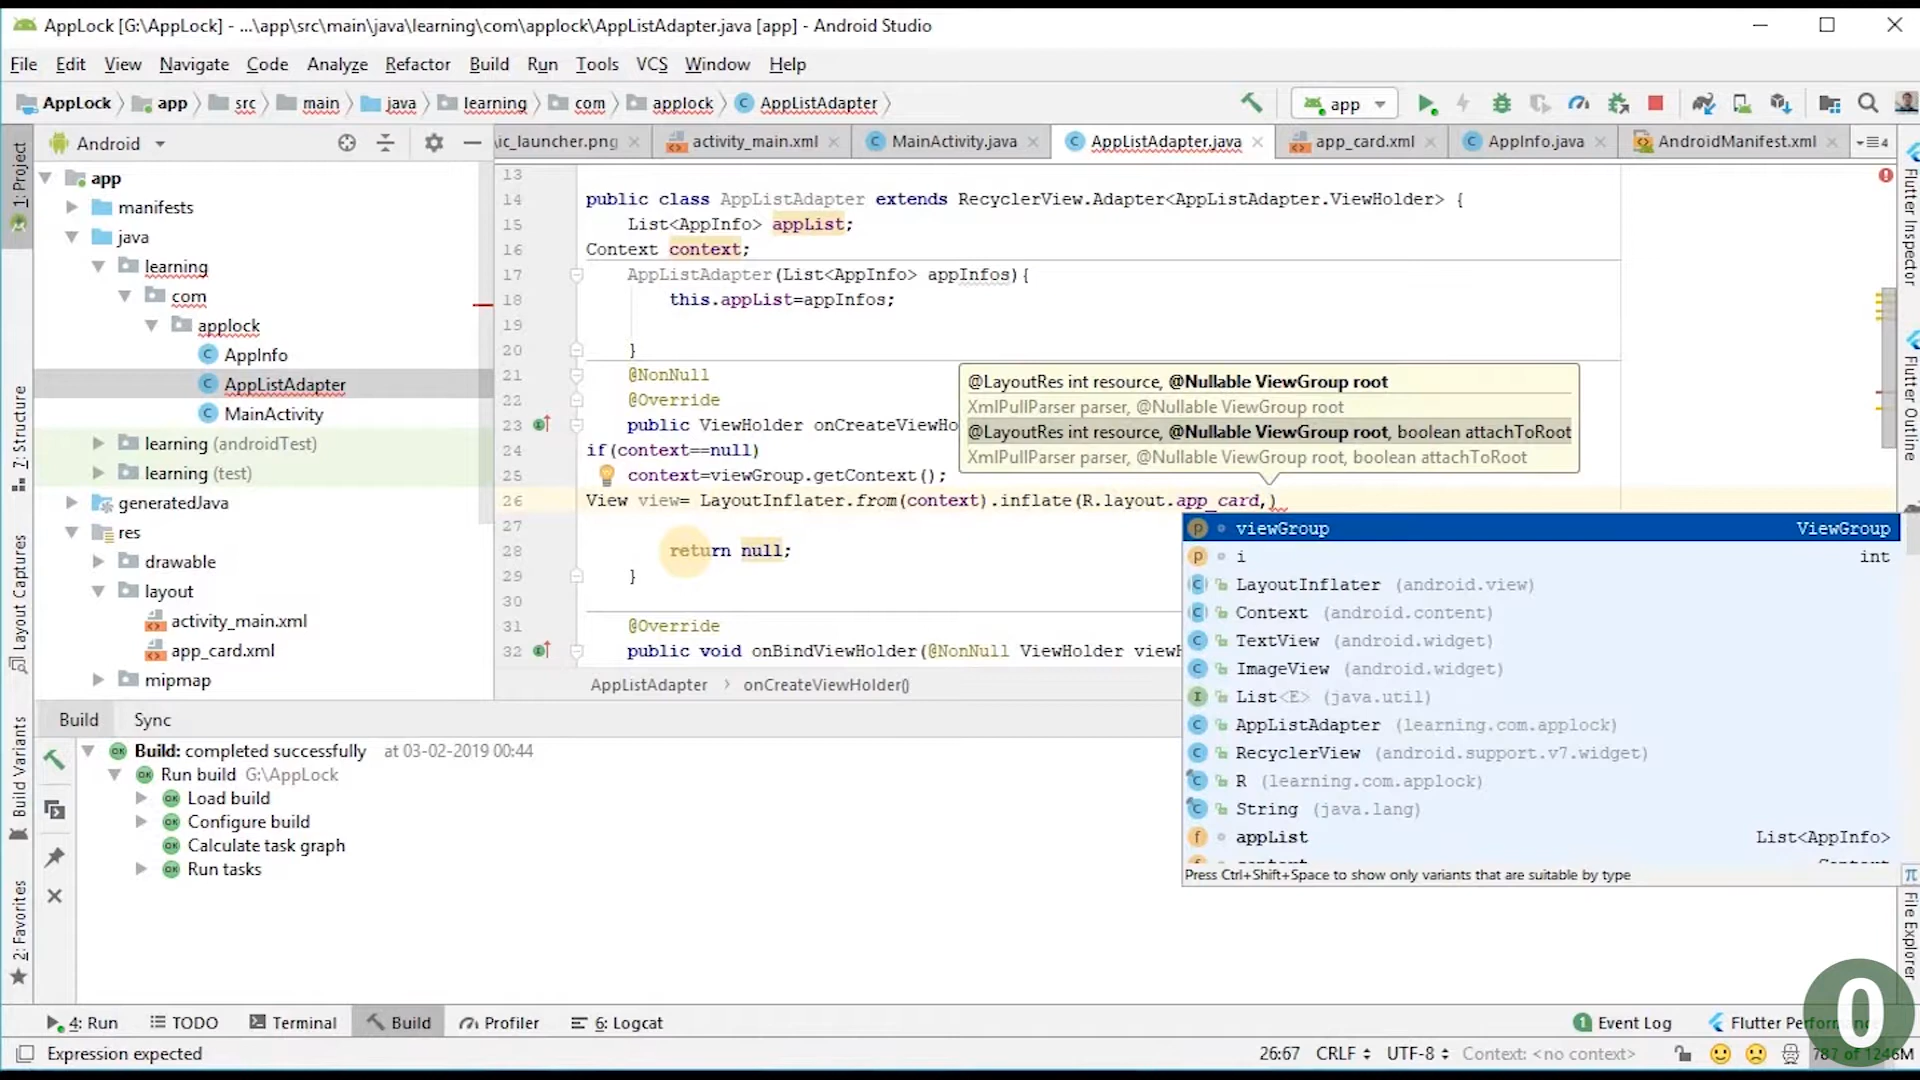 AppLock [G:\AppLock] - ...\app\src\main\java\learning\com\applock\AppListAdapter.java [app] - Android Studio
File Edit View Navigate Code Analyze Refactor Build Run Tools VCS Window Help
AppLock app src main java learning com applock AppListAdapter
app
1: Project
Android
ic_launcher.png activity_main.xml MainActivity.java AppListAdapter.java app_card.xml AppInfo.java AndroidManifest.xml 4
app
manifests
java
learning
com
applock
AppInfo
AppListAdapter
MainActivity
learning (androidTest)
learning (test)
generatedJava
res
drawable
layout
activity_main.xml
app_card.xml
mipmap
7: Structure
Layout Captures
Build Variants
2: Favorites
13
14 public class AppListAdapter extends RecyclerView.Adapter<AppListAdapter.ViewHolder> {
15 List<AppInfo> appList;
16 Context context;
17 AppListAdapter(List<AppInfo> appInfos){
18 this.appList=appInfos;
19
20 }
21 @NonNull
22 @Override
23 public ViewHolder onCreateViewHo
24 if(context==null)
25 context=viewGroup.getContext();
26 View view= LayoutInflater.from(context).inflate(R.layout.app_card,)
27
28 return null;
29 }
30
31 @Override
32 public void onBindViewHolder(@NonNull ViewHolder view
@LayoutRes int resource, @Nullable ViewGroup root
XmlPullParser parser, @Nullable ViewGroup root
@LayoutRes int resource, @Nullable ViewGroup root, boolean attachToRoot
XmlPullParser parser, @Nullable ViewGroup root, boolean attachToRoot
viewGroup ViewGroup
i int
LayoutInflater (android.view)
Context (android.content)
TextView (android.widget)
ImageView (android.widget)
List<E> (java.util)
AppListAdapter (learning.com.applock)
RecyclerView (android.support.v7.widget)
R (learning.com.applock)
String (java.lang)
appList List<AppInfo>
Press Ctrl+Shift+Space to show only variants that are suitable by type
AppListAdapter onCreateViewHolder()
Flutter Inspector
Flutter Outline
File Explorer
Build Sync
Build: completed successfully at 03-02-2019 00:44
Run build G:\AppLock
Load build
Configure build
Calculate task graph
Run tasks
4: Run TODO Terminal Build Profiler 6: Logcat 1 Event Log Flutter Perform
0
Expression expected 26:67 CRLF UTF-8 Context: <no context> 787 of 1246M